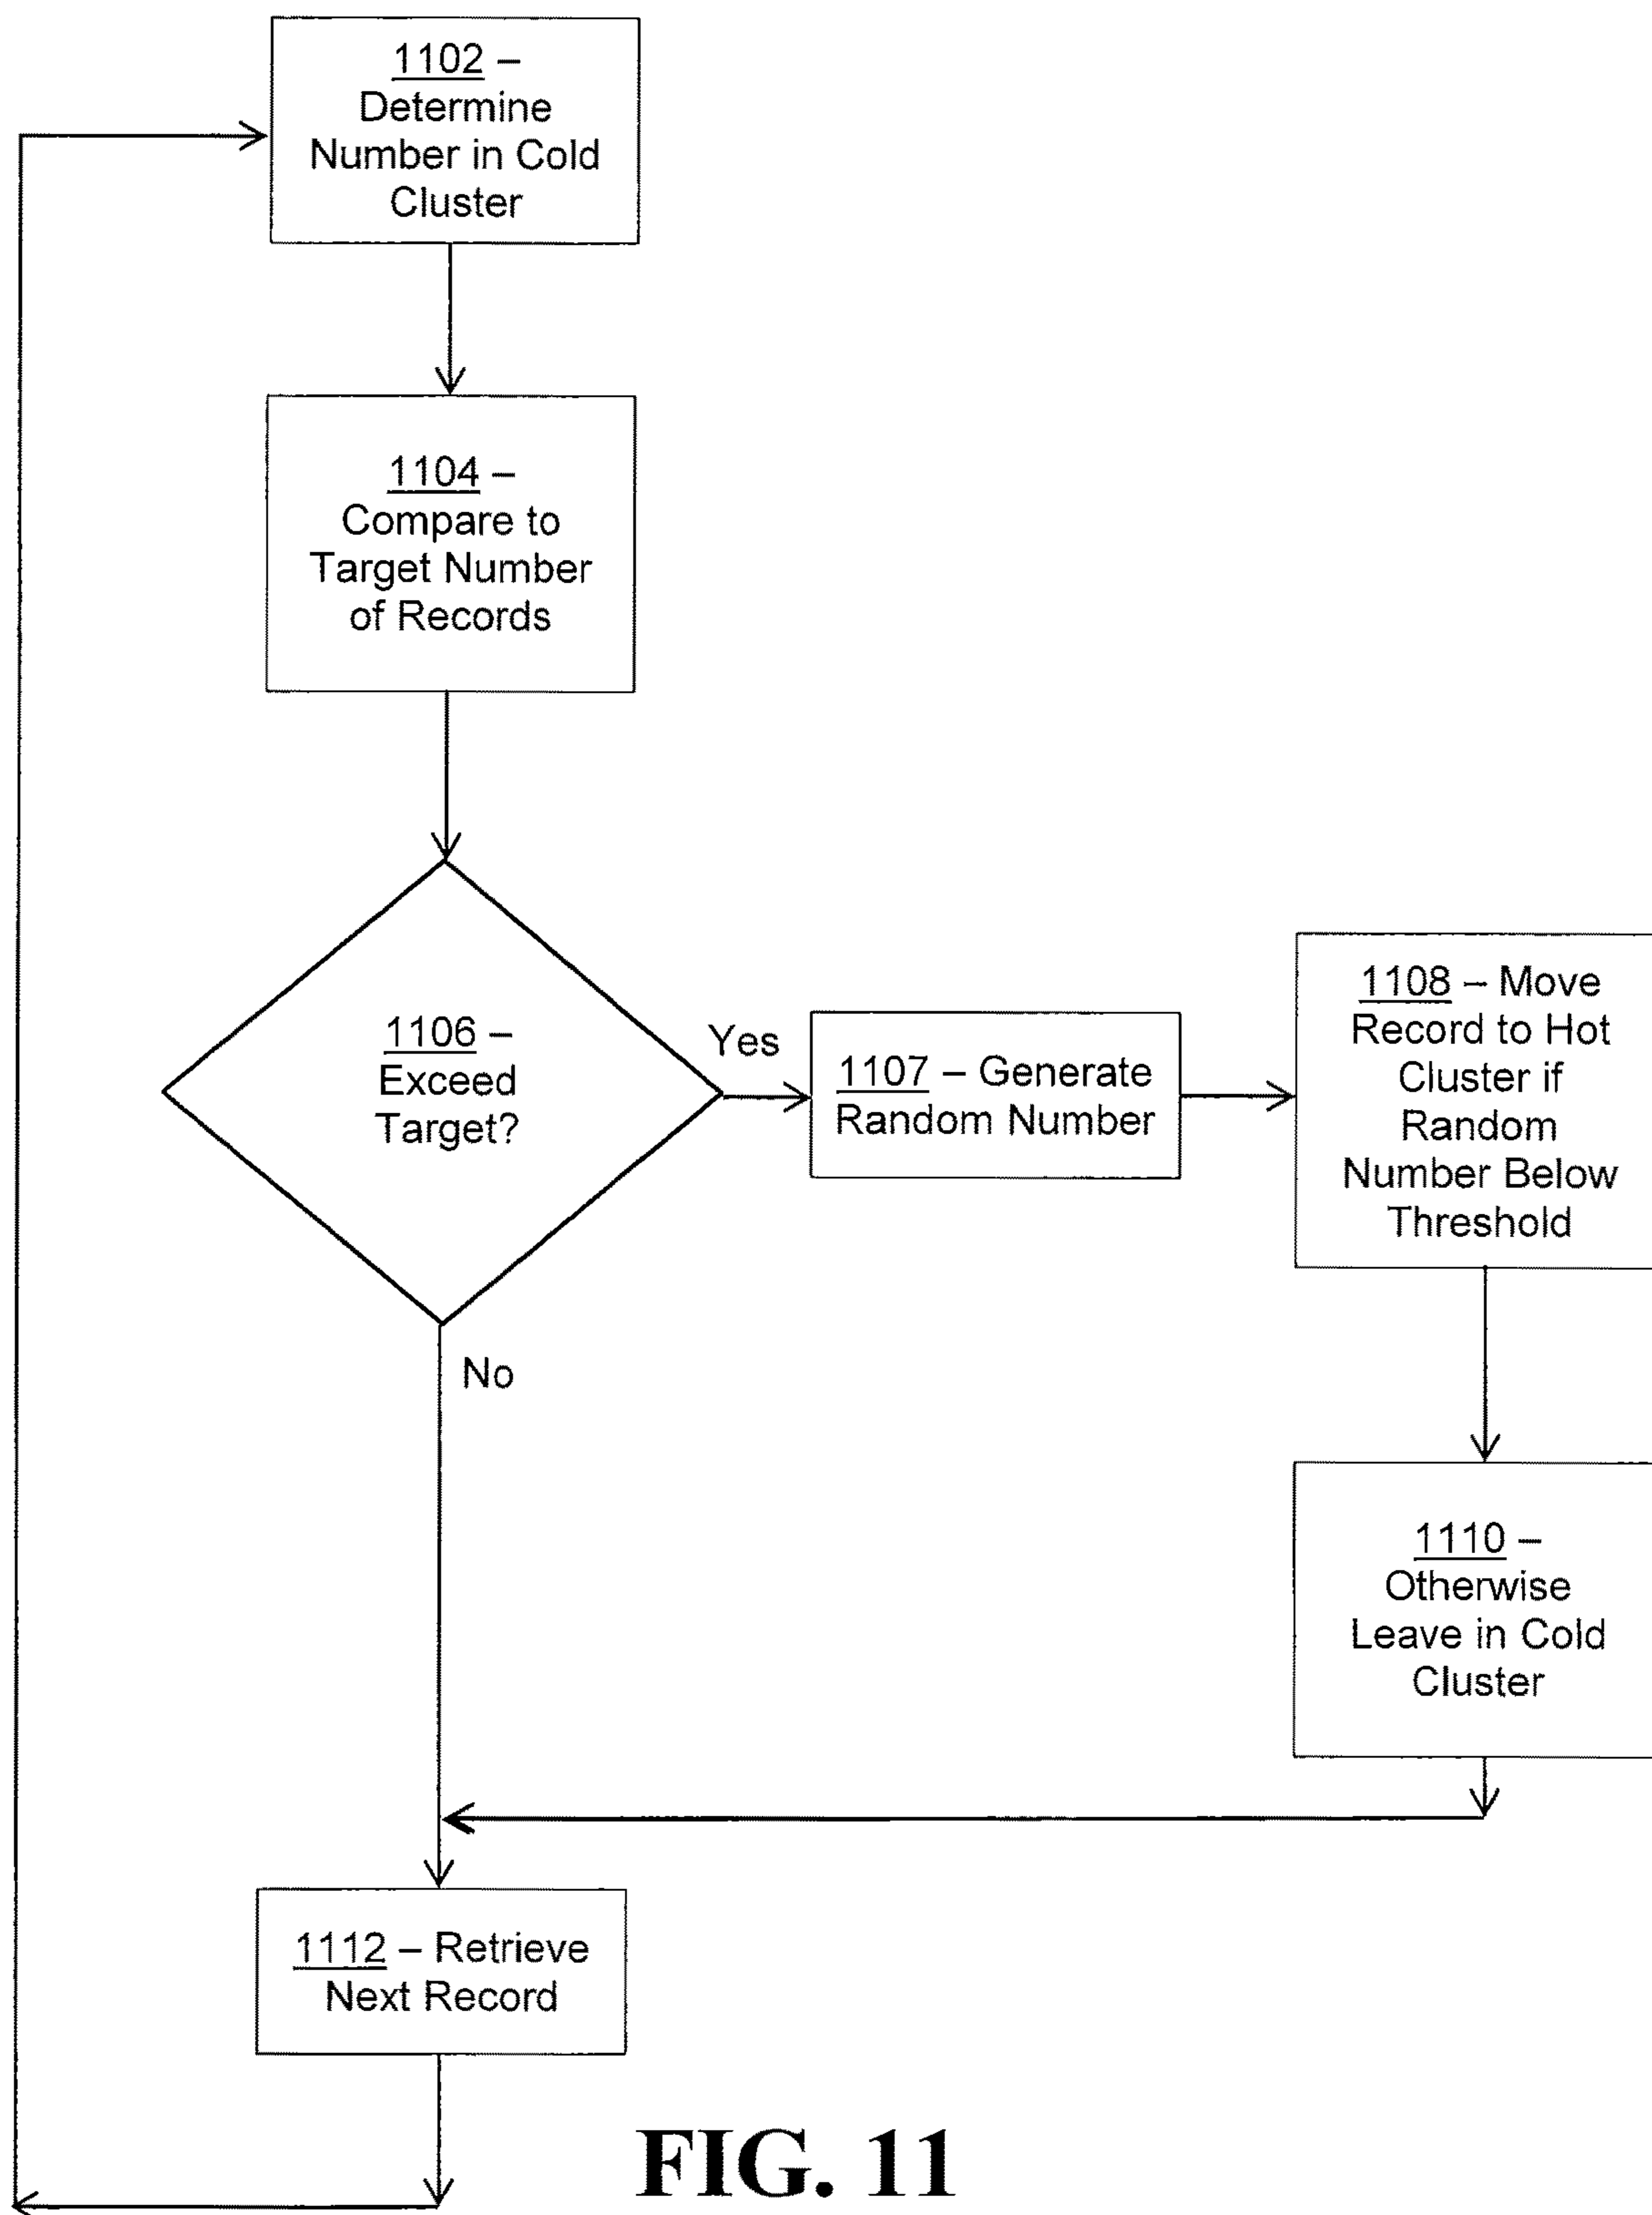 1102 –
Determine
Number in Cold
Cluster
1104 –
Compare to
Target Number
of Records
1106 –
Exceed
Target?
Yes
1107 – Generate
Random Number
1108 – Move
Record to Hot
Cluster if
Random
Number Below
Threshold
No
1110 –
Otherwise
Leave in Cold
Cluster
1112 – Retrieve
Next Record
FIG. 11